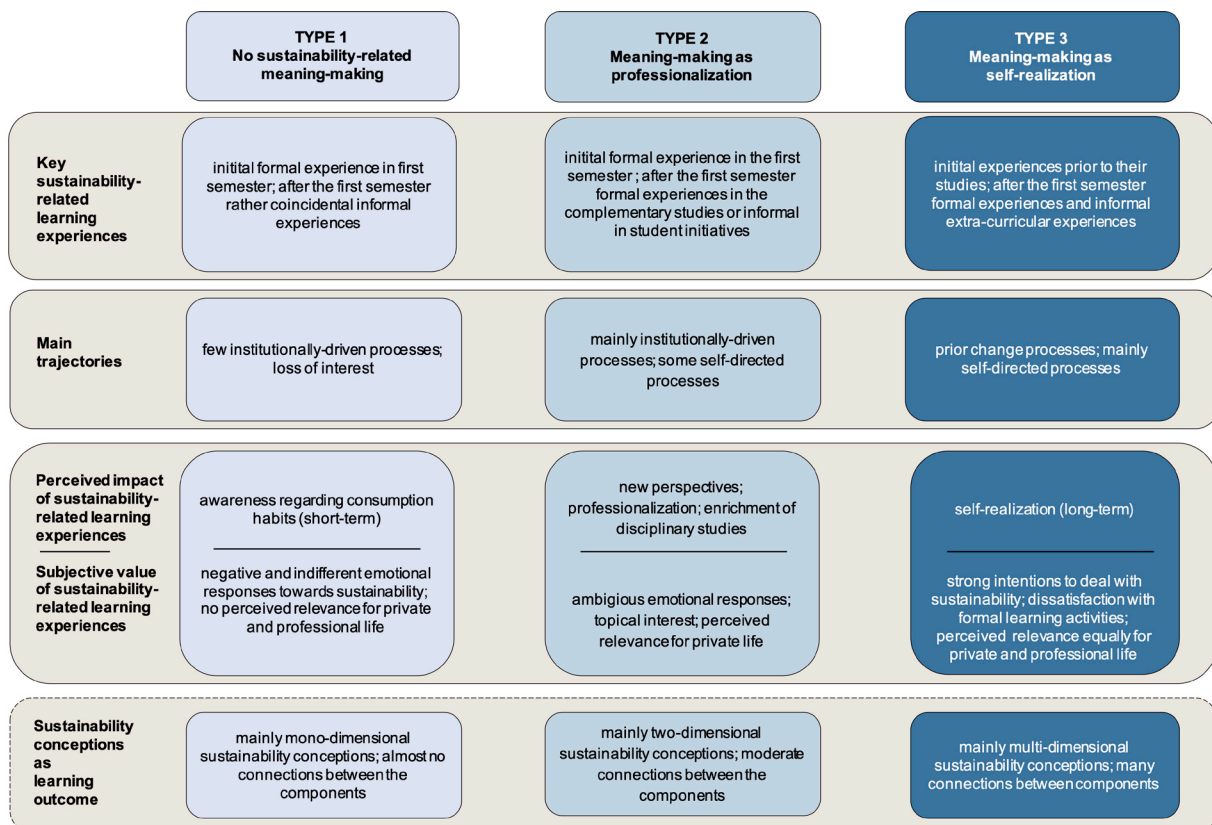 TYPE 1
No sustainability-related
meaning-making
TYPE 2
Meaning-making as
professionalization
TYPE 3
Meaning-making as
self-realization
Key
sustainability-
related
learning
experiences
initital formal experience in first
semester; after the first semester
rather coincidental informal
experiences
initital formal experience in the first
semester ; after the first semester
formal experiences in the
complementary studies or informal
in student initiatives
initital experiences prior to their
studies; after the first semester
formal experiences and informal
extra-curricular experiences
Main
trajectories
few institutionally-driven processes;
loss of interest
mainly institutionally-driven
processes; some self-directed
processes
prior change processes; mainly
self-directed processes
Perceived impact
of sustainability-
related learning
experiences
awareness regarding consumption
habits (short-term)
new perspectives;
professionalization; enrichment of
disciplinary studies
self-realization (long-term)
Subjective value
of sustainability-
related learning
experiences
negative and indifferent emotional
responses towards sustainability;
no perceived relevance for private
and professional life
ambigious emotional responses;
topical interest; perceived
relevance for private life
strong intentions to deal with
sustainability; dissatisfaction with
formal learning activities;
perceived relevance equally for
private and professional life
Sustainability
conceptions
as
learning
outcome
mainly mono-dimensional
sustainability conceptions; almost no
connections between the
components
mainly two-dimensional
sustainability conceptions; moderate
connections between the
components
mainly multi-dimensional
sustainability conceptions; many
connections between components